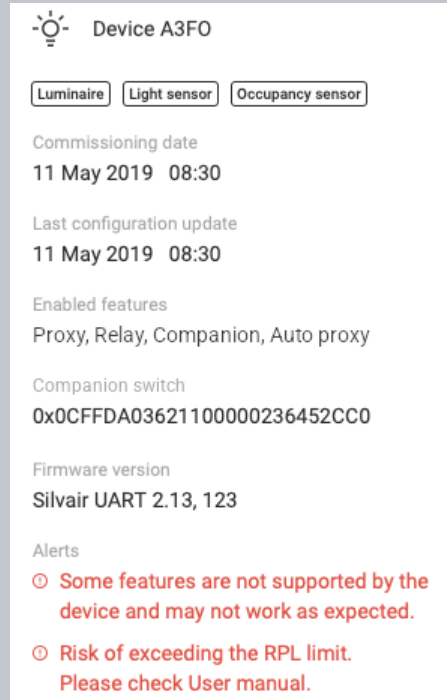 Device A3FO
Luminaire Light sensor Occupancy sensor
Commissioning date
11 May 2019 08:30
Last configuration update
11 May 2019 08:30
Enabled features
Proxy, Relay, Companion, Auto proxy
Companion switch
0x0CFFDA03621100000236452CC0
Firmware version
Silvair UART 2.13, 123
Alerts
Some features are not supported by the
device and may not work as expected.
Risk of exceeding the RPL limit.
Please check User manual.